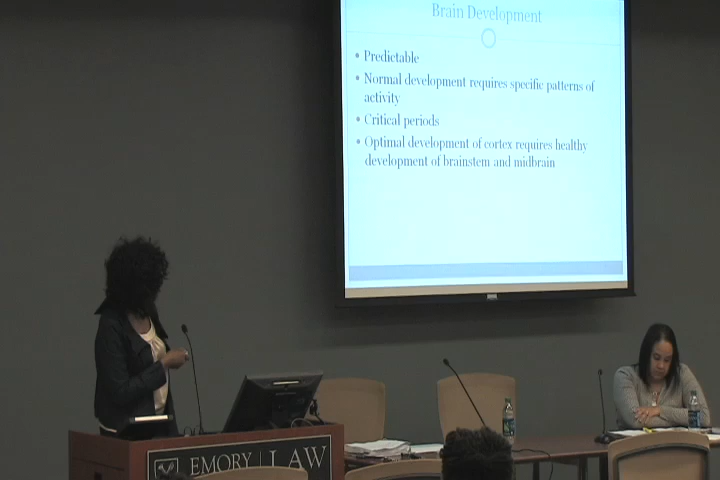 Brain Development
• Predictable
• Normal development requires specific patterns of
activity
• Critical periods
• Optimal development of cortex requires healthy
development of brainstem and midbrain
EMORY | LAW